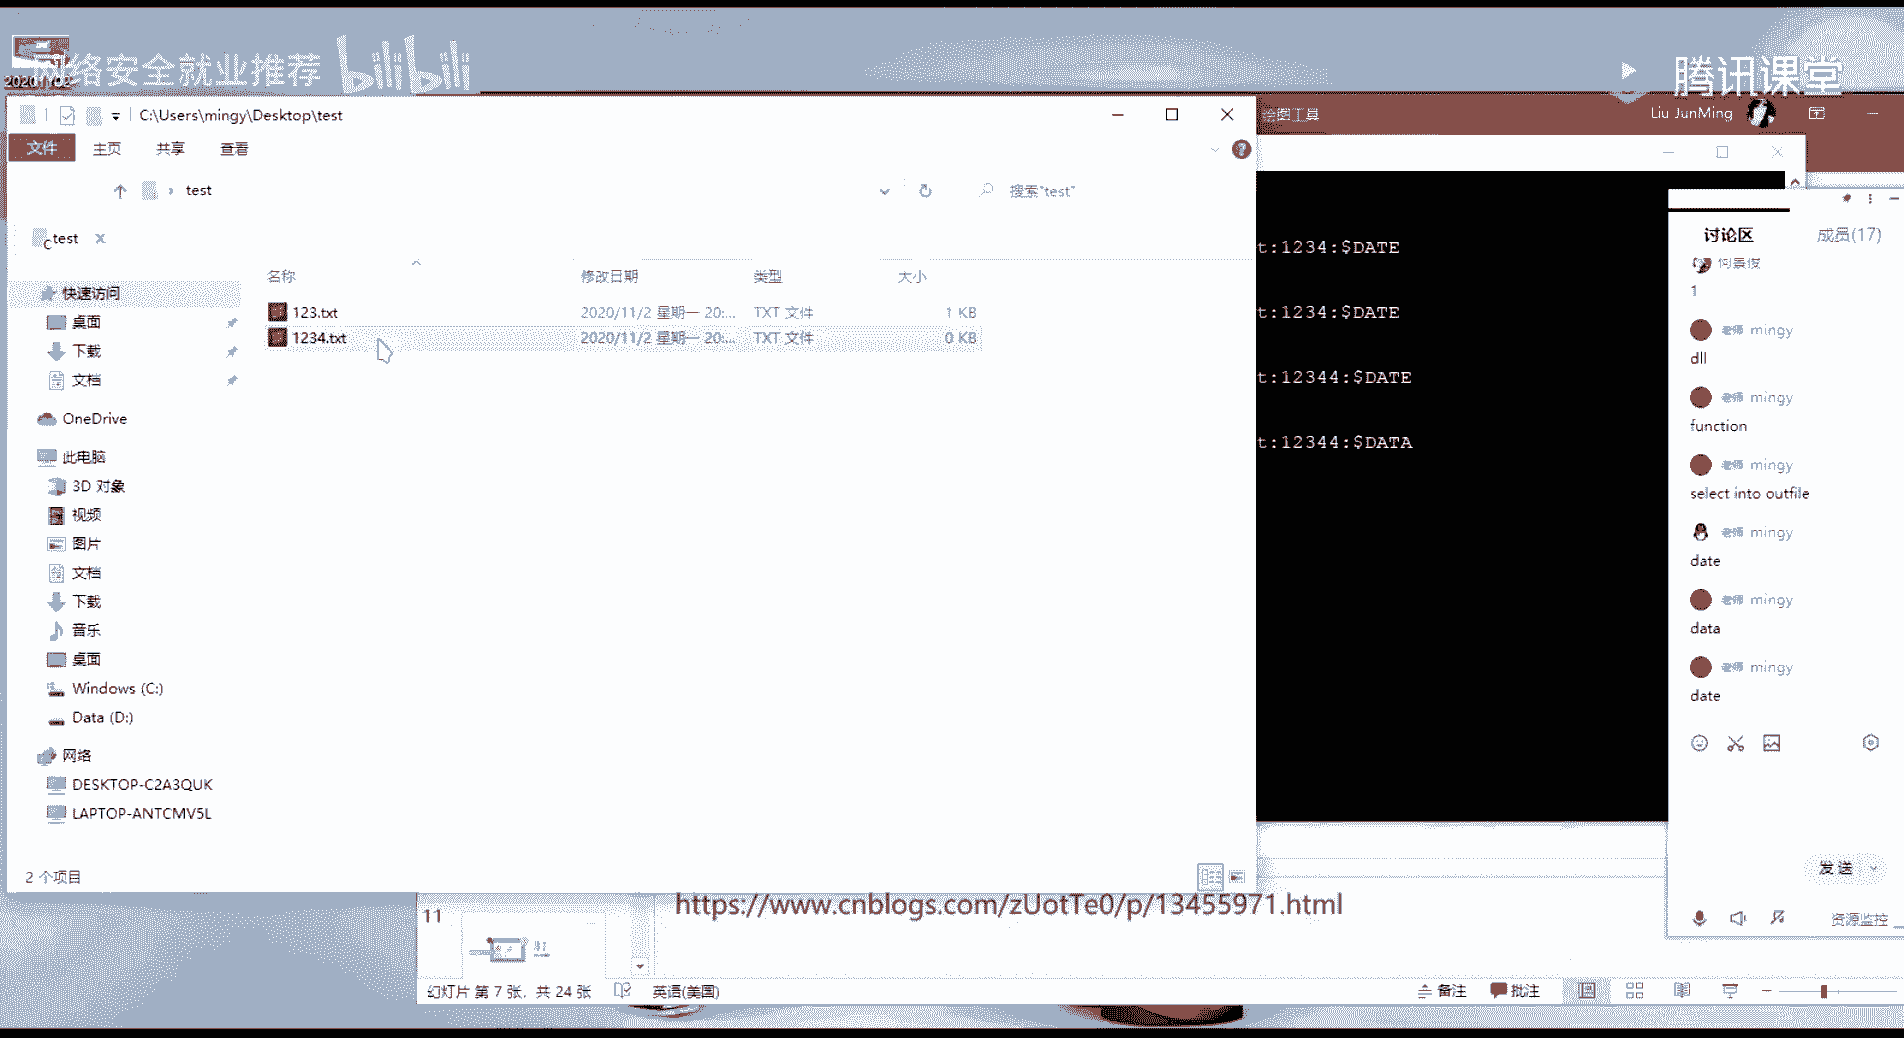 络安全就业推荐
bilibili
腾讯课堂
C:\Users\mingy\Desktop\test
绘图工具
Liu JunMing
文件
主页
共享
查看
test
搜索"test"
test
名称
修改日期
类型
大小
123.txt
2020/11/2 星期一 20:...
TXT 文件
1 KB
1234.txt
2020/11/2 星期一 20:...
TXT 文件
0 KB
快速访问
桌面
下载
文档
OneDrive
此电脑
3D 对象
视频
图片
文档
下载
音乐
桌面
Windows (C:)
Data (D:)
网络
DESKTOP-C2A3QUK
LAPTOP-ANTCMV5L
2 个项目
t:1234:$DATE
t:1234:$DATE
t:12344:$DATE
t:12344:$DATA
讨论区
成员(17)
何景俊
1
老师 mingy
dll
老师 mingy
function
老师 mingy
select into outfile
老师 mingy
date
老师 mingy
data
老师 mingy
date
发送
资源监控
https://www.cnblogs.com/zUotTe0/p/13455971.html
11
幻灯片 第 7 张，共 24 张
英语(美国)
备注
批注